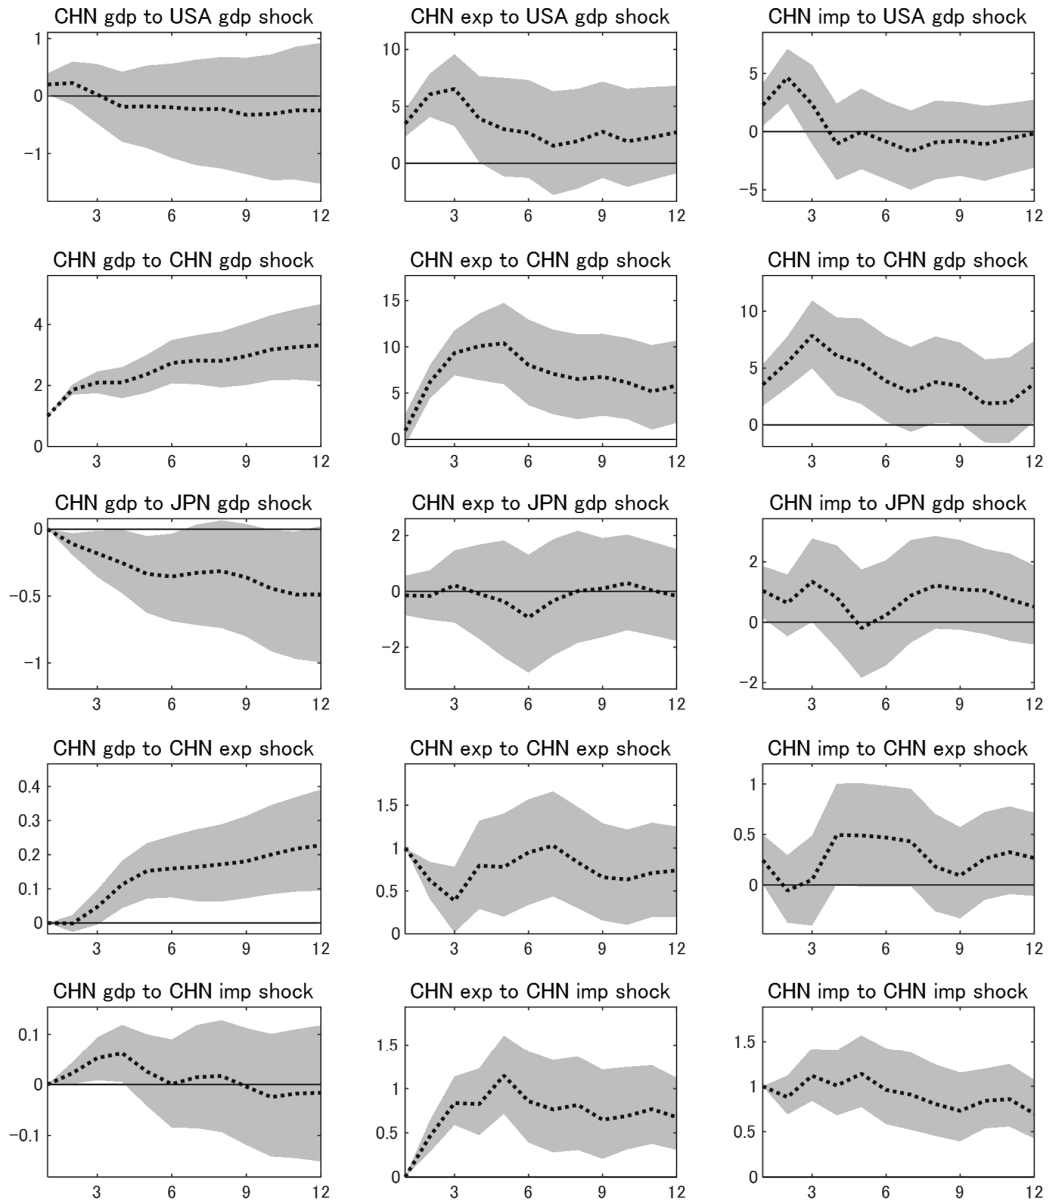 CHN gdp to USA gdp shock
CHN exp to USA gdp shock
CHN imp to USA gdp shock
1
0
−1
3 6 9 12
10
5
0
3 6 9 12
5
0
−5
3 6 9 12
CHN gdp to CHN gdp shock
CHN exp to CHN gdp shock
CHN imp to CHN gdp shock
4
2
0
3 6 9 12
15
10
5
0
3 6 9 12
10
5
0
3 6 9 12
CHN gdp to JPN gdp shock
CHN exp to JPN gdp shock
CHN imp to JPN gdp shock
0
−0.5
−1
3 6 9 12
2
0
−2
3 6 9 12
2
0
−2
3 6 9 12
CHN gdp to CHN exp shock
CHN exp to CHN exp shock
CHN imp to CHN exp shock
0.4
0.3
0.2
0.1
0
3 6 9 12
1.5
1
0.5
0
3 6 9 12
1
0.5
0
3 6 9 12
CHN gdp to CHN imp shock
CHN exp to CHN imp shock
CHN imp to CHN imp shock
0.1
0
−0.1
3 6 9 12
1.5
1
0.5
0
3 6 9 12
1.5
1
0.5
0
3 6 9 12